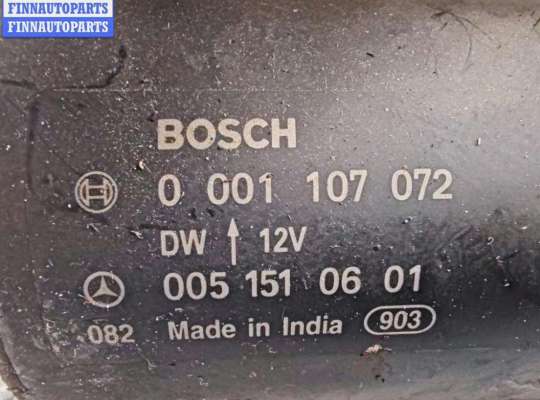 FINNAUTOPARTS
FINNAUTOPARTS
BOSCH
0 001 107 072
DW 12V
005 151 06 01
082 Made in India 903